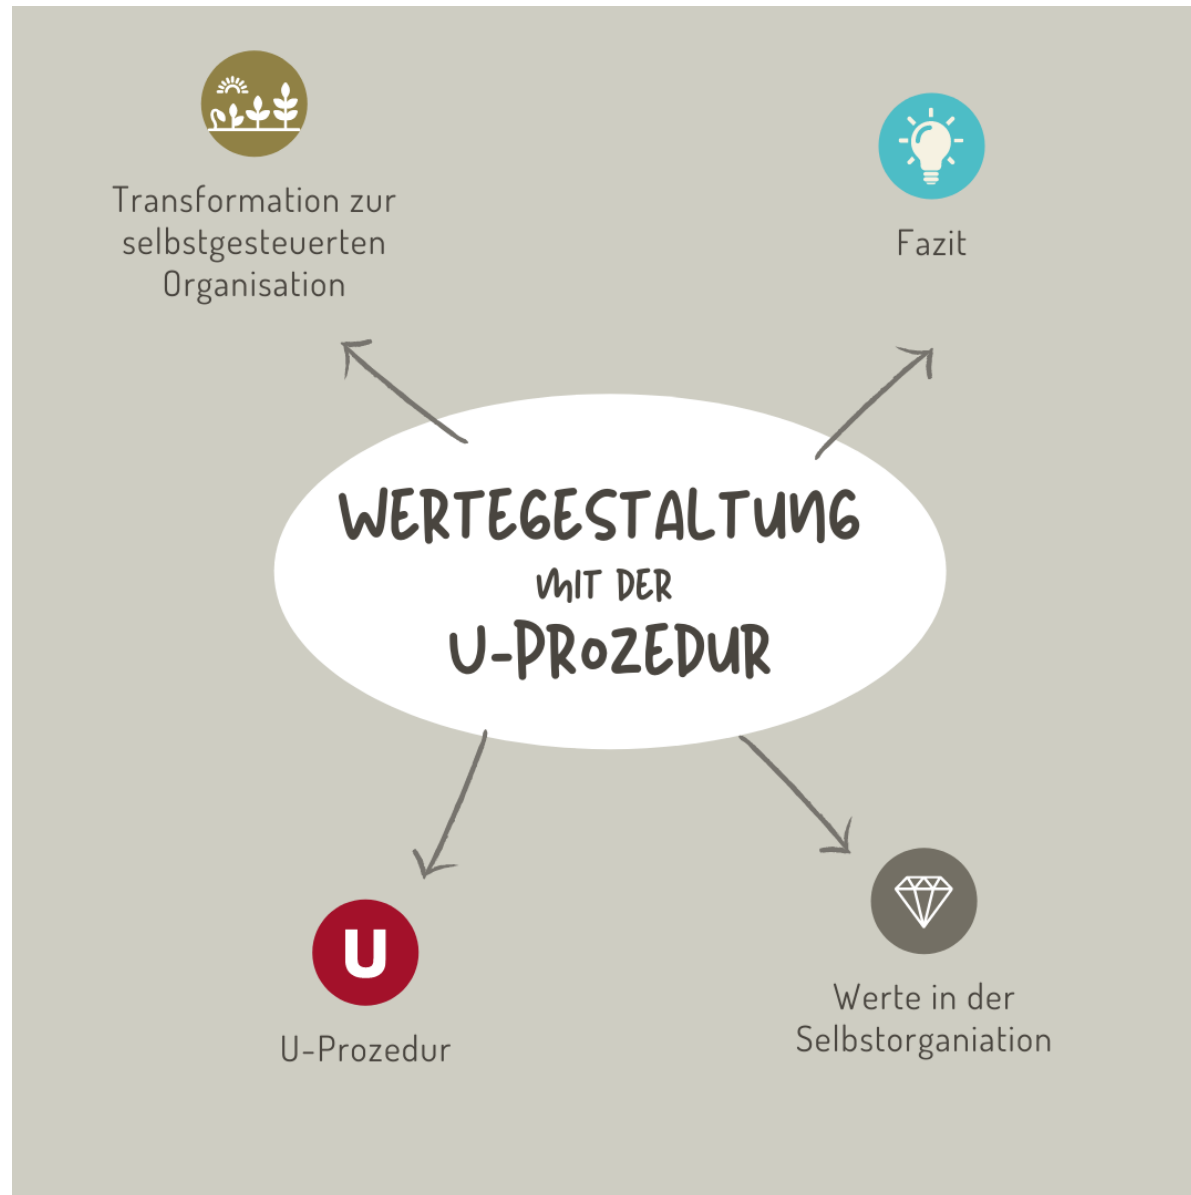 Transformation zur
selbstgesteuerten
Organisation
Fazit
WERTEGESTALTUNG
MIT DER
U-PROZEDUR
U
U-Prozedur
Werte in der
Selbstorganiation